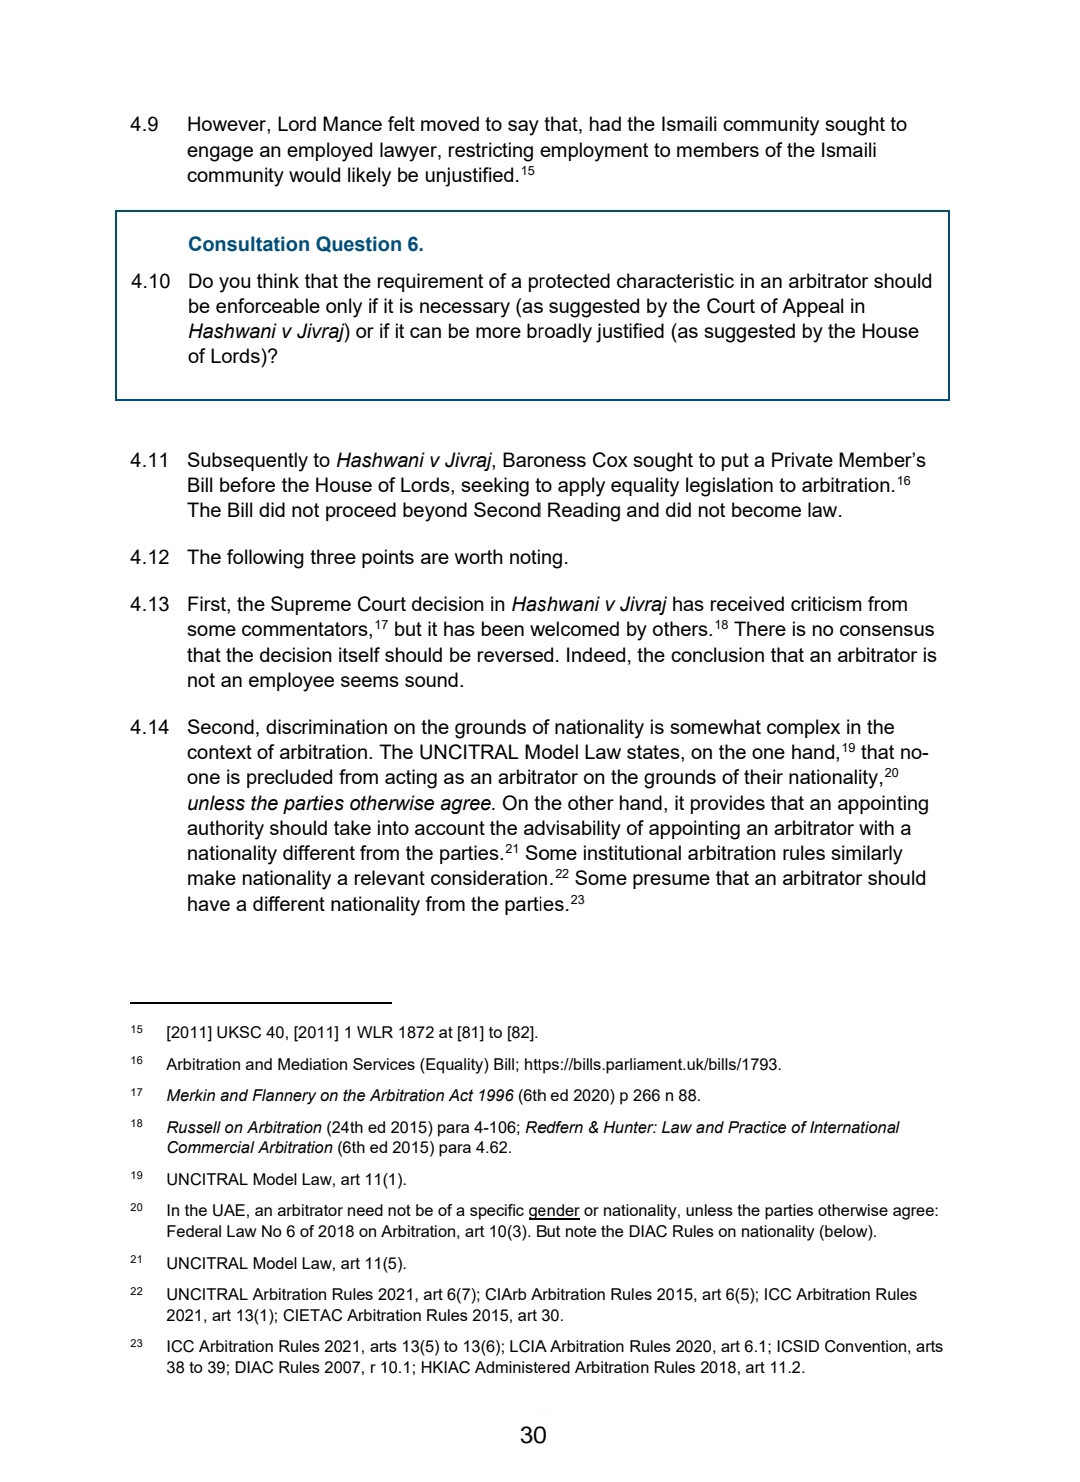 4.9 However, Lord Mance felt moved to say that, had the Ismaili community sought to
engage an employed lawyer, restricting employment to members of the Ismaili
community would likely be unjustified.15
Consultation Question 6.
4.10 Do you think that the requirement of a protected characteristic in an arbitrator should
be enforceable only if it is necessary (as suggested by the Court of Appeal in
Hashwani v Jivraj) or if it can be more broadly justified (as suggested by the House
of Lords)?
4.11 Subsequently to Hashwani v Jivraj, Baroness Cox sought to put a Private Member’s
Bill before the House of Lords, seeking to apply equality legislation to arbitration.16
The Bill did not proceed beyond Second Reading and did not become law.
4.12 The following three points are worth noting.
4.13 First, the Supreme Court decision in Hashwani v Jivraj has received criticism from
some commentators,17 but it has been welcomed by others.18 There is no consensus
that the decision itself should be reversed. Indeed, the conclusion that an arbitrator is
not an employee seems sound.
4.14 Second, discrimination on the grounds of nationality is somewhat complex in the
context of arbitration. The UNCITRAL Model Law states, on the one hand,19 that no-
one is precluded from acting as an arbitrator on the grounds of their nationality,20
unless the parties otherwise agree. On the other hand, it provides that an appointing
authority should take into account the advisability of appointing an arbitrator with a
nationality different from the parties.21 Some institutional arbitration rules similarly
make nationality a relevant consideration.22 Some presume that an arbitrator should
have a different nationality from the parties.23
15 [2011] UKSC 40, [2011] 1 WLR 1872 at [81] to [82].
16 Arbitration and Mediation Services (Equality) Bill; https://bills.parliament.uk/bills/1793.
17 Merkin and Flannery on the Arbitration Act 1996 (6th ed 2020) p 266 n 88.
18 Russell on Arbitration (24th ed 2015) para 4-106; Redfern & Hunter: Law and Practice of International
Commercial Arbitration (6th ed 2015) para 4.62.
19 UNCITRAL Model Law, art 11(1).
20 In the UAE, an arbitrator need not be of a specific gender or nationality, unless the parties otherwise agree:
Federal Law No 6 of 2018 on Arbitration, art 10(3). But note the DIAC Rules on nationality (below).
21 UNCITRAL Model Law, art 11(5).
22 UNCITRAL Arbitration Rules 2021, art 6(7); CIArb Arbitration Rules 2015, art 6(5); ICC Arbitration Rules
2021, art 13(1); CIETAC Arbitration Rules 2015, art 30.
23 ICC Arbitration Rules 2021, arts 13(5) to 13(6); LCIA Arbitration Rules 2020, art 6.1; ICSID Convention, arts
38 to 39; DIAC Rules 2007, r 10.1; HKIAC Administered Arbitration Rules 2018, art 11.2.
30